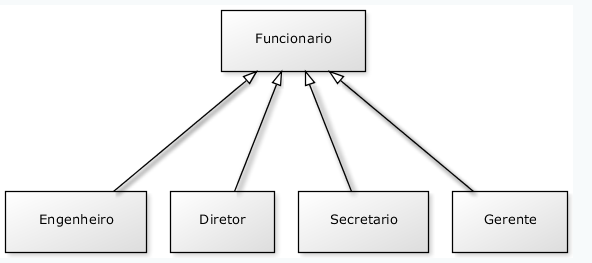 Funcionario
Engenheiro
Diretor
Secretario
Gerente